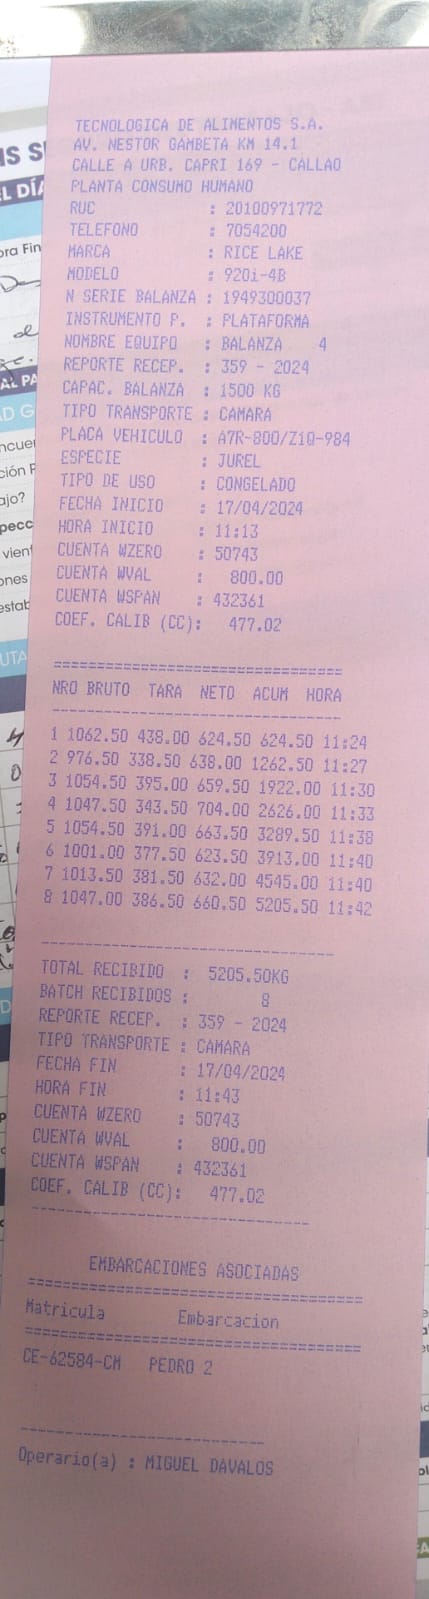 TECNOLOGICA DE ALIMENTOS S.A.
AV. NESTOR GAMBETA KM 14.1
CALLE A URB. CAPRI 169 - CALLAO
PLANTA CONSUMO HUMANO
RUC : 20100971772
TELEFONO : 7054200
MARCA : RICE LAKE
MODELO : 920i-4B
N SERIE BALANZA : 1949300037
INSTRUMENTO P. : PLATAFORMA
NOMBRE EQUIPO : BALANZA 4
REPORTE RECEP. : 359 - 2024
CAPAC. BALANZA : 1500 KG
TIPO TRANSPORTE : CAMARA
PLACA VEHICULO : A7R-800/Z1Q-984
ESPECIE : JUREL
TIPO DE USO : CONGELADO
FECHA INICIO : 17/04/2024
HORA INICIO : 11:13
CUENTA WZERO : 50743
CUENTA WVAL : 800.00
CUENTA WSPAN : 432361
COEF. CALIB (CC): 477.02
==================================
NRO BRUTO TARA NETO ACUM HORA
----------------------------------
1 1062.50 438.00 624.50 624.50 11:24
2 976.50 338.50 638.00 1262.50 11:27
3 1054.50 395.00 659.50 1922.00 11:30
4 1047.50 343.50 704.00 2626.00 11:33
5 1054.50 391.00 663.50 3289.50 11:38
6 1001.00 377.50 623.50 3913.00 11:40
7 1013.50 381.50 632.00 4545.00 11:40
8 1047.00 386.50 660.50 5205.50 11:42
----------------------------------
TOTAL RECIBIDO : 5205.50KG
BATCH RECIBIDOS : 8
REPORTE RECEP. : 359 - 2024
TIPO TRANSPORTE : CAMARA
FECHA FIN : 17/04/2024
HORA FIN : 11:43
CUENTA WZERO : 50743
CUENTA WVAL : 800.00
CUENTA WSPAN : 432361
COEF. CALIB (CC): 477.02
--------------------------------
EMBARCACIONES ASOCIADAS
======================================
Matricula Embarcacion
======================================
CE-62584-CM PEDRO 2
----------------------------
Operario(a) : MIGUEL DAVALOS